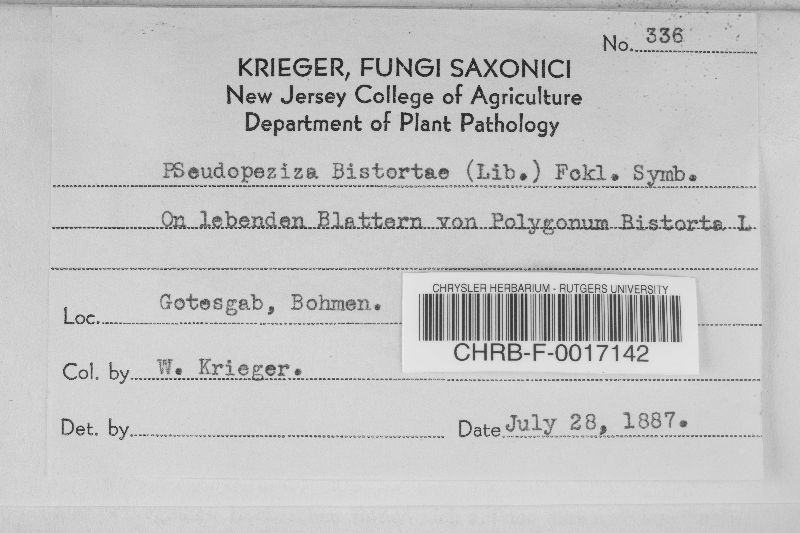 No. 336
KRIEGER, FUNGI SAXONICI
New Jersey College of Agriculture
Department of Plant Pathology
PSeudopeziza Bistortae (Lib.) Fckl. Symb.
On lebenden Blattern von Polygonum Bistorta L
Loc. Gotesgab, Bohmen.
CHRYSLER HERBARIUM - RUTGERS UNIVERSITY
CHRB-F-0017142
Col. by W. Krieger.
Det. by
Date July 28, 1887.